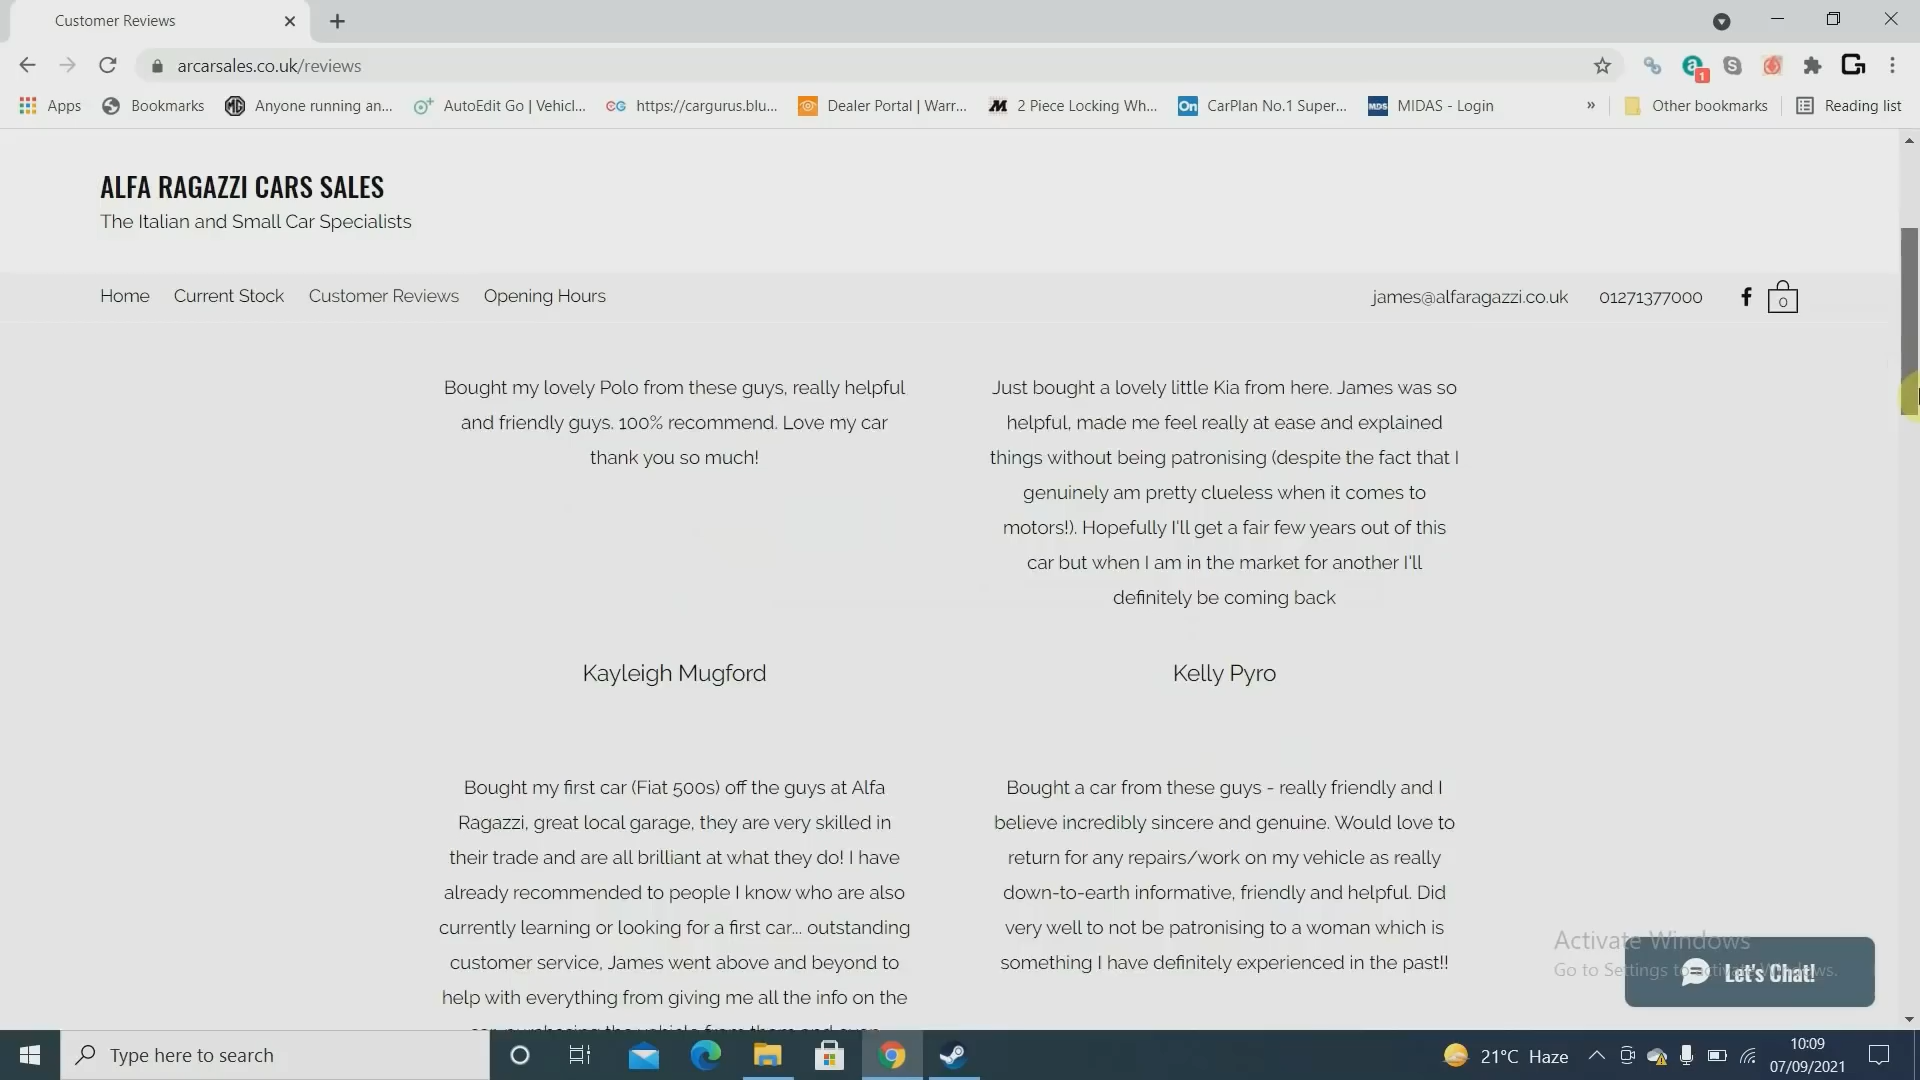 Customer Reviews
arcarsales.co.uk/reviews
1
Apps
Bookmarks
Anyone running an...
AutoEdit Go | Vehicl...
https://cargurus.blu...
Dealer Portal | Warr...
2 Piece Locking Wh...
CarPlan No.1 Super...
MIDAS - Login
»
Other bookmarks
Reading list
ALFA RAGAZZI CARS SALES
The Italian and Small Car Specialists
Home
Current Stock
Customer Reviews
Opening Hours
james@alfaragazzi.co.uk
01271377000
0
Bought my lovely Polo from these guys, really helpful
and friendly guys. 100% recommend. Love my car
thank you so much!
Just bought a lovely little Kia from here. James was so
helpful, made me feel really at ease and explained
things without being patronising (despite the fact that I
genuinely am pretty clueless when it comes to
motors!). Hopefully I'll get a fair few years out of this
car but when I am in the market for another I'll
definitely be coming back
Kayleigh Mugford
Kelly Pyro
Bought my first car (Fiat 500s) off the guys at Alfa
Ragazzi, great local garage, they are very skilled in
their trade and are all brilliant at what they do! I have
already recommended to people I know who are also
currently learning or looking for a first car... outstanding
customer service, James went above and beyond to
help with everything from giving me all the info on the
Bought a car from these guys - really friendly and I
believe incredibly sincere and genuine. Would love to
return for any repairs/work on my vehicle as really
down-to-earth informative, friendly and helpful. Did
very well to not be patronising to a woman which is
something I have definitely experienced in the past!!
Activate Windows
Go to Settings to activate Windows.
Let's Chat!
Type here to search
21°C Haze
10:09
07/09/2021